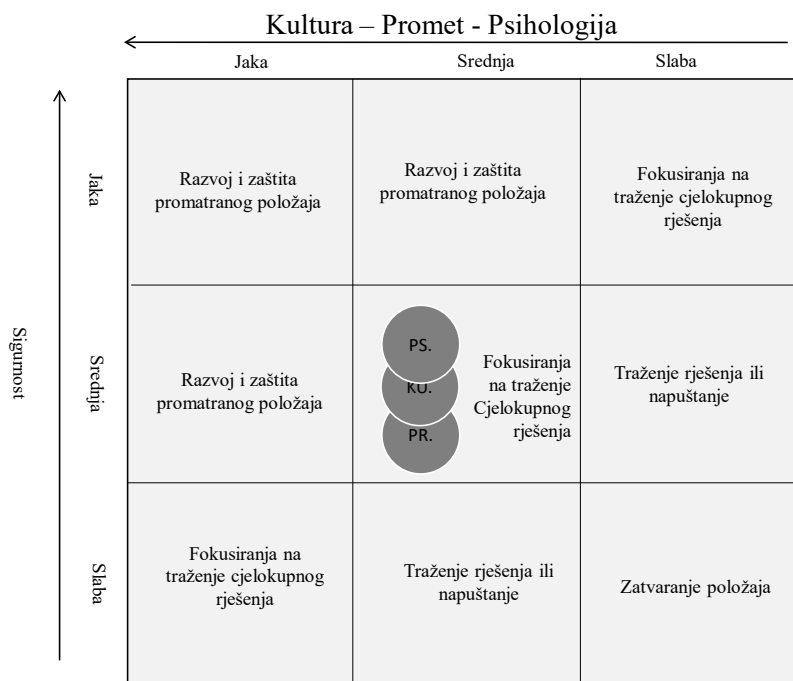 Kultura – Promet - Psihologija
Jaka
Srednja
Slaba
Sigurnost
Jaka
Razvoj i zaštita
promatranog položaja
Razvoj i zaštita
promatranog položaja
Fokusiranja na
traženje cjelokupnog
rješenja
Srednja
Razvoj i zaštita
promatranog položaja
PS.
KU.
PR.
Fokusiranja
na traženje
Cjelokupnog
rješenja
Traženje rješenja ili
napuštanje
Slaba
Fokusiranja na
traženje cjelokupnog
rješenja
Traženje rješenja ili
napuštanje
Zatvaranje položaja